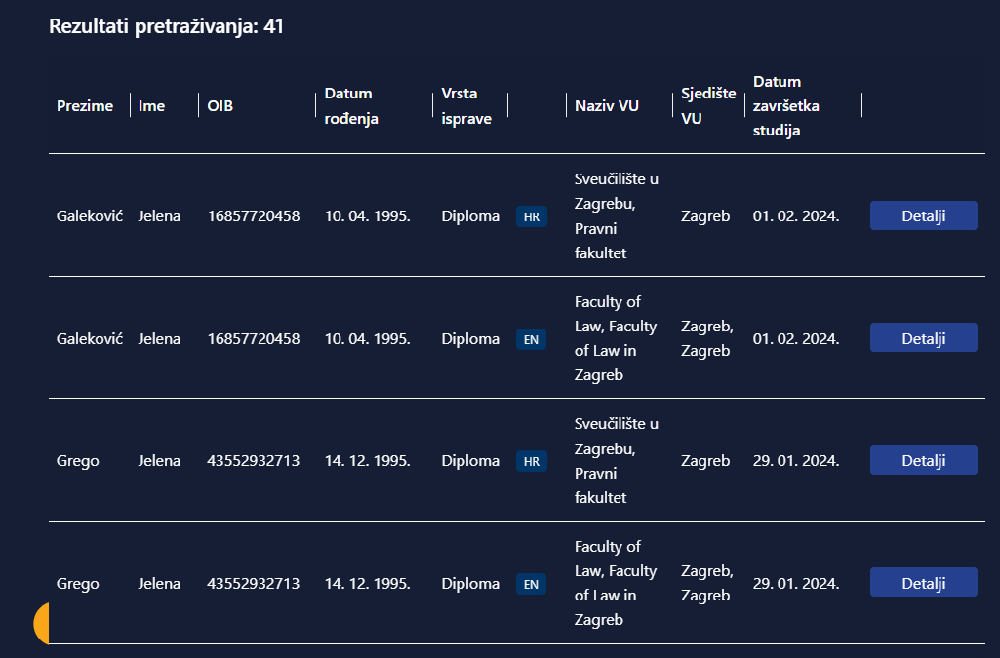 Rezultati pretraživanja: 41
Prezime Ime OIB Datum rođenja Vrsta isprave Naziv VU Sjedište VU Datum završetka studija
Galeković Jelena 16857720458 10. 04. 1995. Diploma HR Sveučilište u Zagrebu, Pravni fakultet Zagreb 01. 02. 2024. Detalji
Galeković Jelena 16857720458 10. 04. 1995. Diploma EN Faculty of Law, Faculty of Law in Zagreb Zagreb, Zagreb 01. 02. 2024. Detalji
Grego Jelena 43552932713 14. 12. 1995. Diploma HR Sveučilište u Zagrebu, Pravni fakultet Zagreb 29. 01. 2024. Detalji
Grego Jelena 43552932713 14. 12. 1995. Diploma EN Faculty of Law, Faculty of Law in Zagreb Zagreb, Zagreb 29. 01. 2024. Detalji